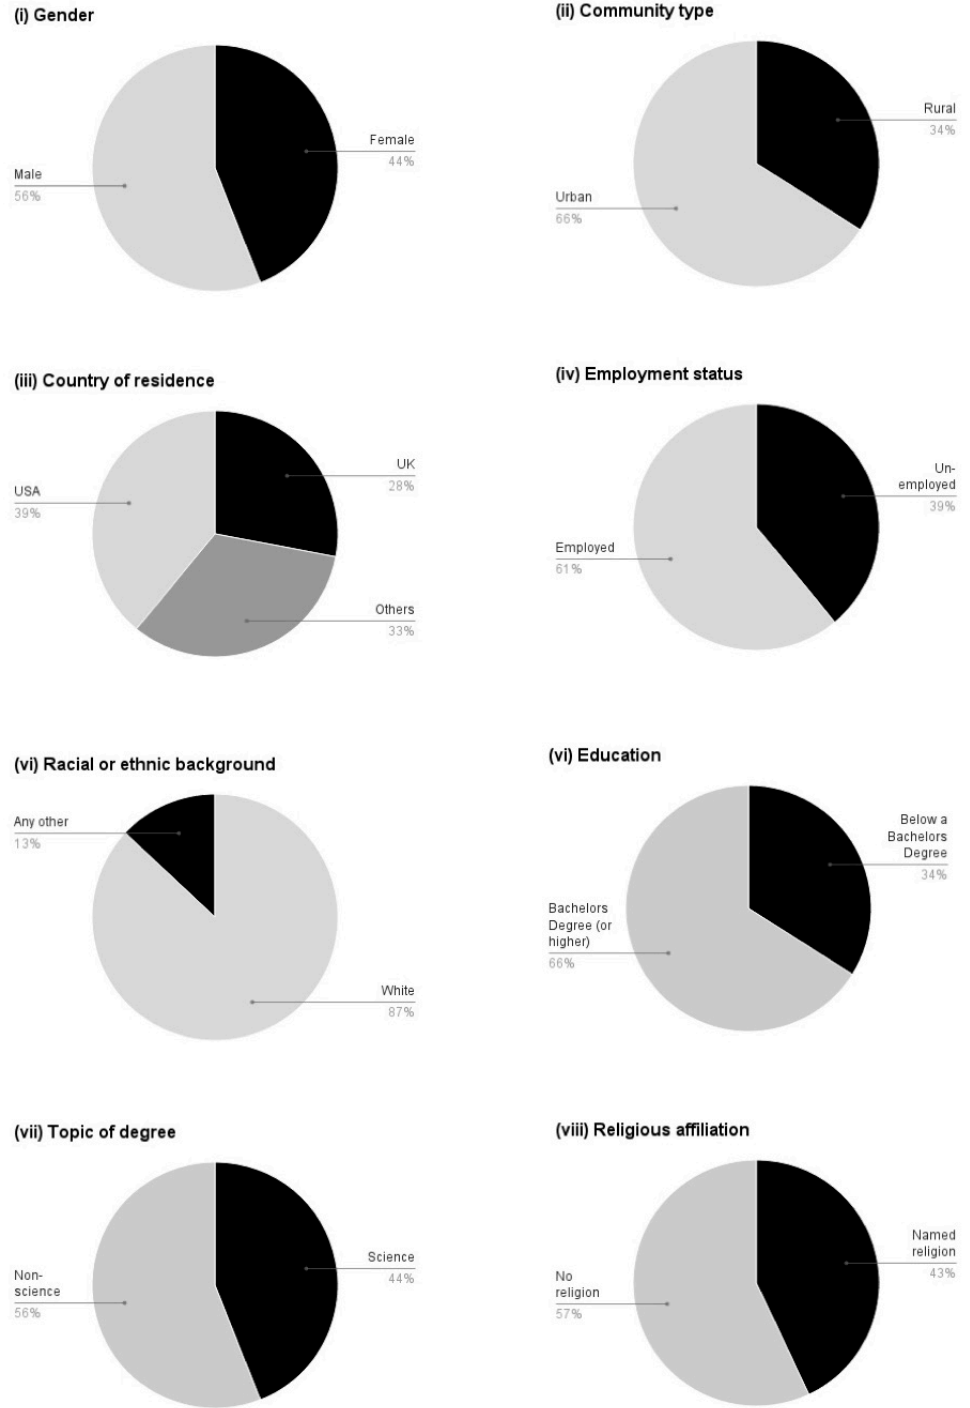 (i) Gender
Female
44%
Male
56%
(ii) Community type
Rural
34%
Urban
66%
(iii) Country of residence
UK
28%
USA
39%
Others
33%
(iv) Employment status
Un-
employed
39%
Employed
61%
(vi) Racial or ethnic background
Any other
13%
White
87%
(vi) Education
Below a
Bachelors
Degree
34%
Bachelors
Degree (or
higher)
66%
(vii) Topic of degree
Science
44%
Non-
science
56%
(viii) Religious affiliation
Named
religion
43%
No
religion
57%